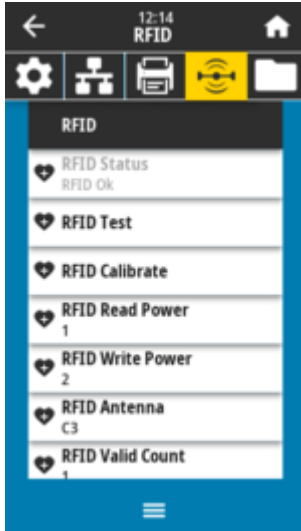 12:14
RFID
RFID
RFID Status
RFID Ok
RFID Test
RFID Calibrate
RFID Read Power
1
RFID Write Power
2
RFID Antenna
C3
RFID Valid Count
1